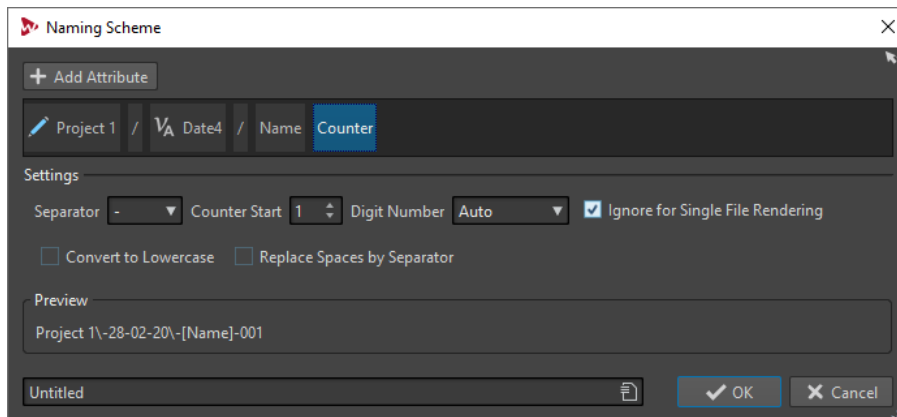 Naming Scheme
Add Attribute
Project 1 / VA Date4 / Name Counter
Settings
Separator - Counter Start 1 Digit Number Auto Ignore for Single File Rendering
Convert to Lowercase Replace Spaces by Separator
Preview
Project 1\-28-02-20\-[Name]-001
Untitled OK Cancel